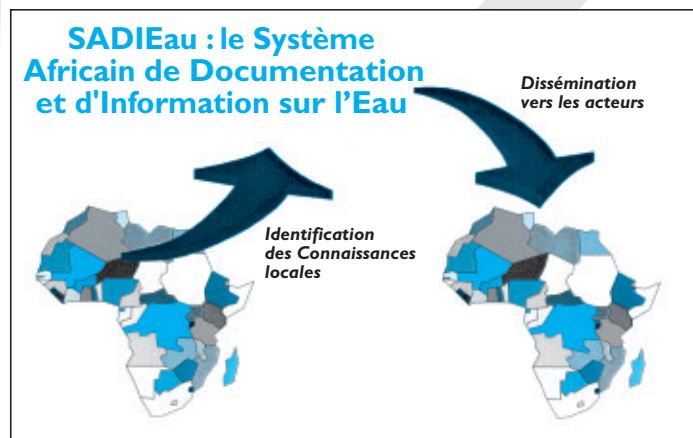 SADIEau : le Système
Africain de Documentation
et d'Information sur l’Eau
Dissémination
vers les acteurs
Identification
des Connaissances
locales